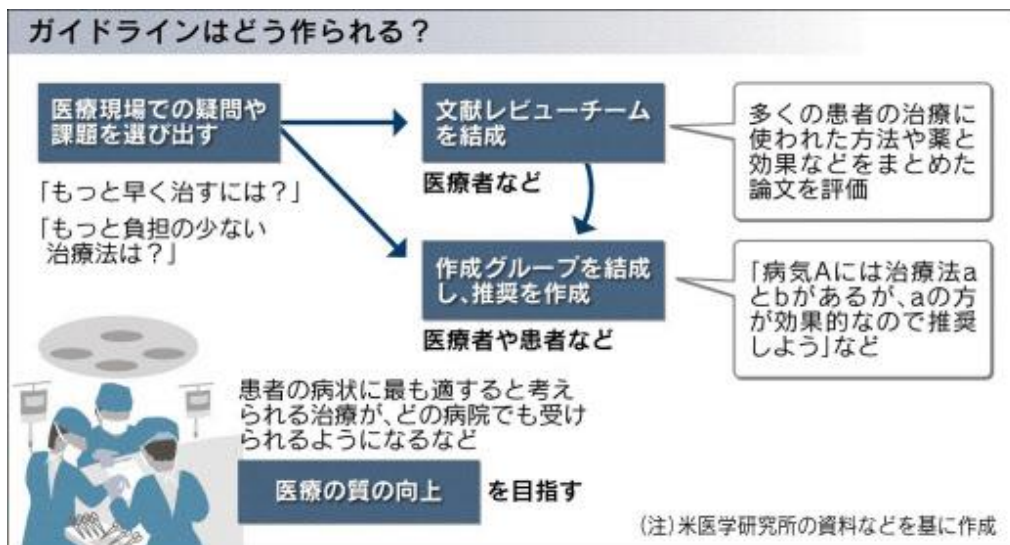 ガイドラインはどう作られる？
医療現場での疑問や
課題を選び出す
「もっと早く治すには？」
「もっと負担の少ない
治療法は？」
文献レビューチーム
を結成
医療者など
多くの患者の治療に
使われた方法や薬と
効果などをまとめた
論文を評価
作成グループを結成
し、推奨を作成
医療者や患者など
「病気Aには治療法a
とbがあるが、aの方
が効果的なので推奨
しよう」など
患者の病状に最も適すると考え
られる治療が、どの病院でも受け
られるようになるなど
医療の質の向上 を目指す
(注)米医学研究所の資料などを基に作成